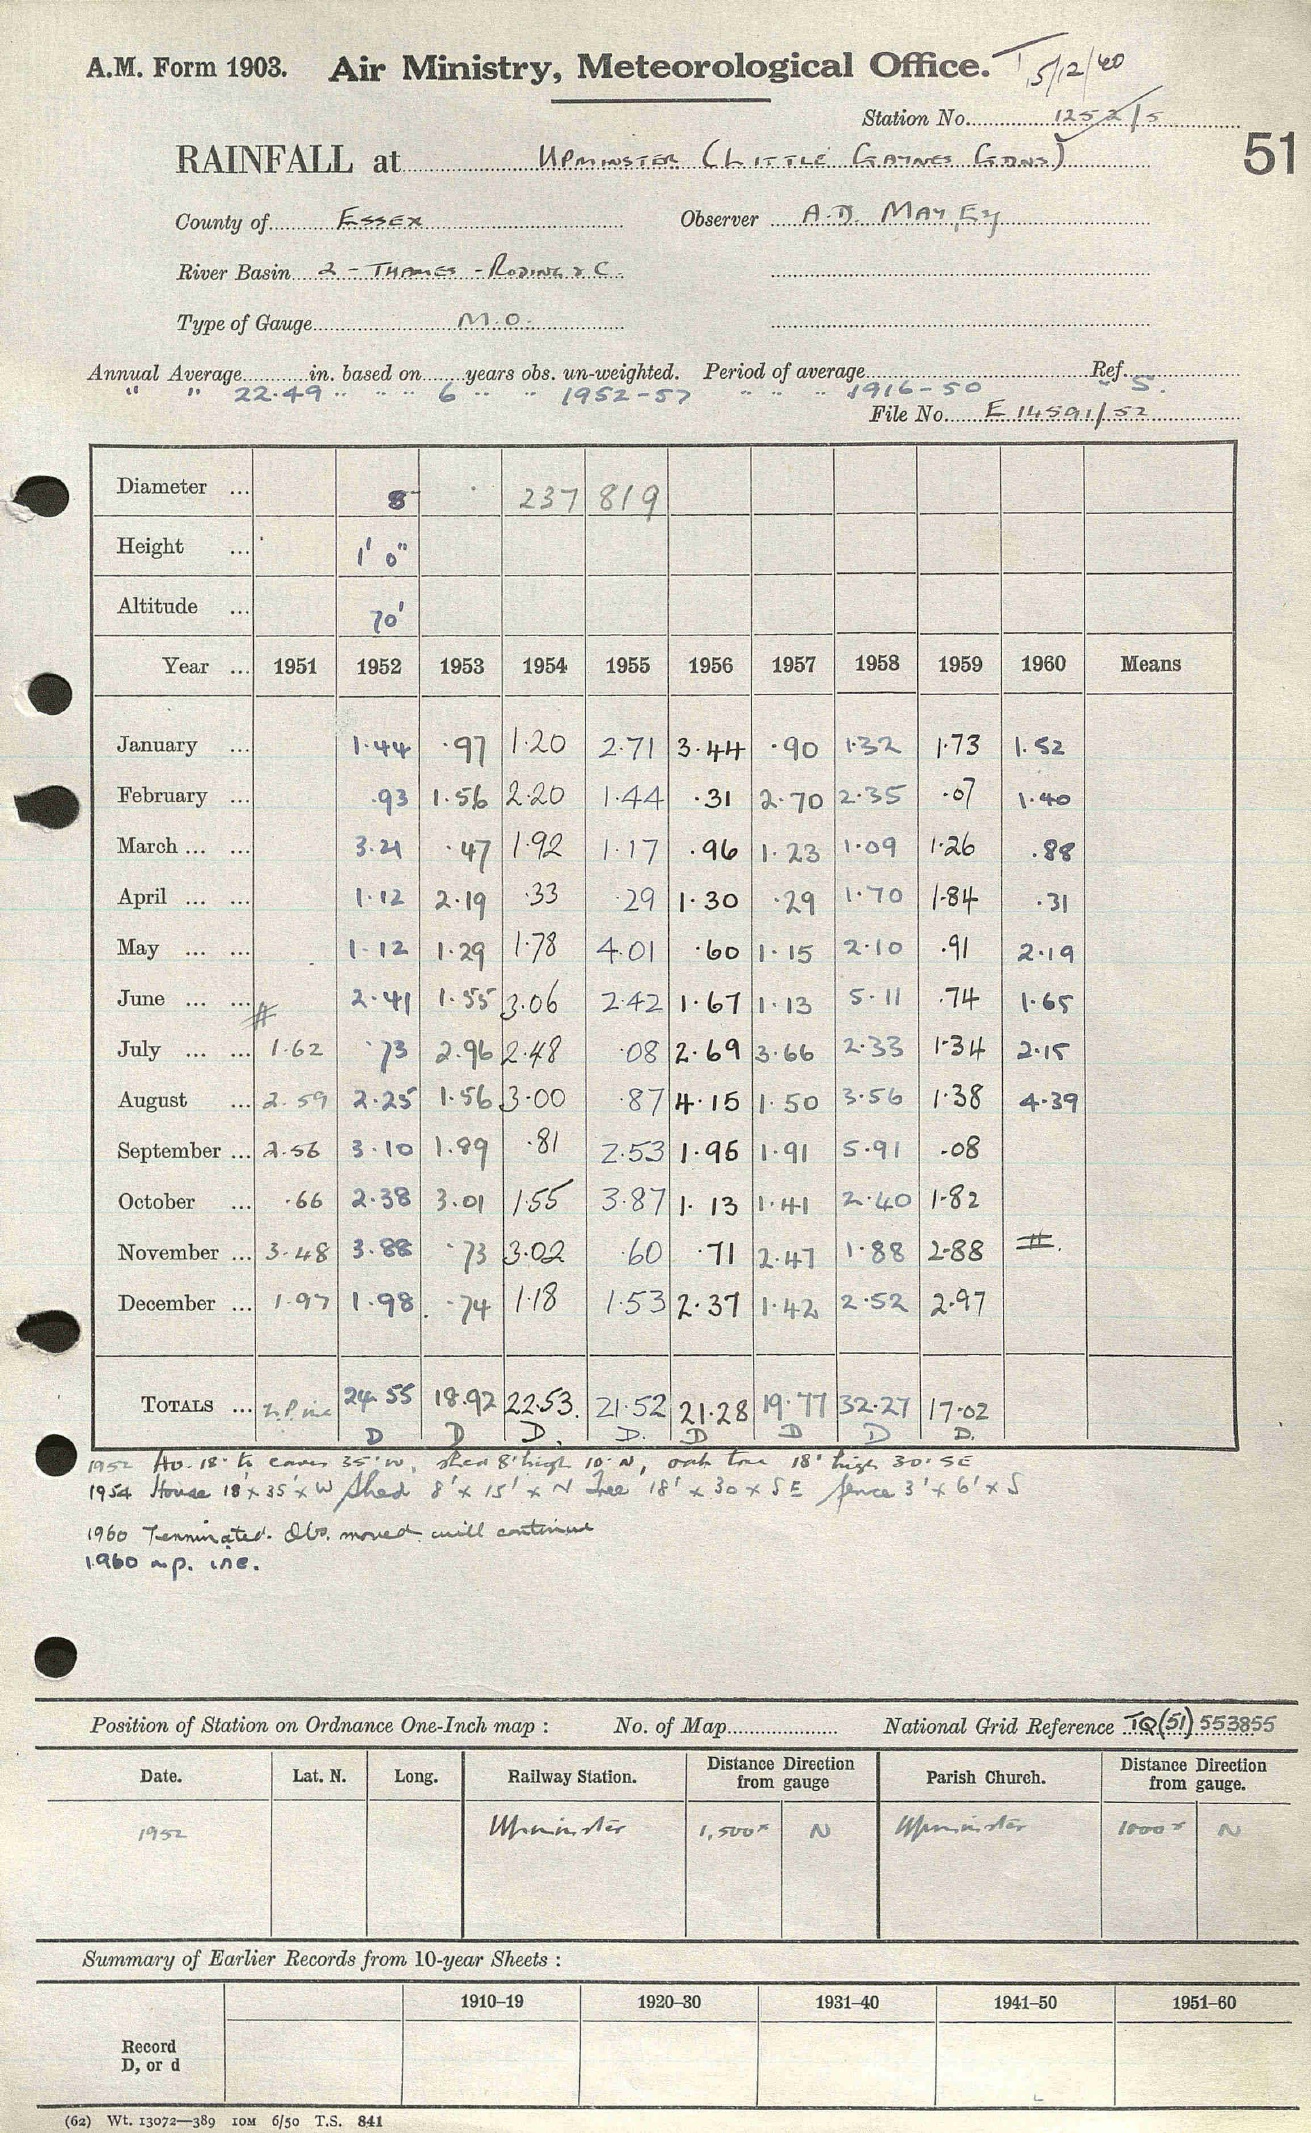 A.M. Form 1903. Air Ministry, Meteorological Office. T 5/12/40
Station No. 1252/5
51
RAINFALL at Upminster (Little Gaynes Gdns)
County of Essex Observer A.D. Mayey
River Basin 2 - Thames - Roding & C.
Type of Gauge M.O.
Annual Average in. based on years obs. un-weighted. Period of average Ref.
" " 22.49 " " " 6 " " 1952-57 " " " 1916-50 5.
File No. E 14591/52
Diameter ... 8 237 819
Height ... 1' 0"
Altitude ... 70'
Year ... 1951 1952 1953 1954 1955 1956 1957 1958 1959 1960 Means
January ... 1.44 .97 1.20 2.71 3.44 .90 1.32 1.73 1.52
February ... .93 1.56 2.20 1.44 .31 2.70 2.35 .07 1.40
March ... ... 3.21 .47 1.92 1.17 .96 1.23 1.09 1.26 .88
April ... ... 1.12 2.19 .33 .29 1.30 .29 1.70 1.84 .31
May ... ... 1.12 1.29 1.78 4.01 .60 1.15 2.10 .91 2.19
June ... ... # 2.41 1.55 3.06 2.42 1.67 1.13 5.11 .74 1.65
July ... ... 1.62 .73 2.96 2.48 .08 2.69 3.66 2.33 1.34 2.15
August ... 2.59 2.25 1.56 3.00 .87 4.15 1.50 3.56 1.38 4.39
September ... 2.56 3.10 1.89 .81 2.53 1.95 1.91 5.91 .08
October ... .66 2.38 3.01 1.55 3.87 1.13 1.41 2.40 1.82
November ... 3.48 3.88 .73 3.02 .60 .71 2.47 1.88 2.88 #.
December ... 1.97 1.98 .74 1.18 1.53 2.37 1.42 2.52 2.97
Totals ... 24.55 18.92 22.53 21.52 21.28 19.77 32.27 17.02
D D D. D. D D D D.
1952 Ho. 18' to eaves 35' W, shed 8' high 10' N, oak tree 18' high 30' SE
1954 House 18' x 35' x W Shed 8' x 15' x N Tree 18' x 30 x SE fence 3' x 6' x S
1960 Terminated. Obs. moved will continue
1960 n.p. inc.
Position of Station on Ordnance One-Inch map : No. of Map National Grid Reference TQ(51) 553855
Date. Lat. N. Long. Railway Station. Distance from gauge Direction Parish Church. Distance from gauge. Direction
1952 Upminster 1,500x N Upminster 1000x N
Summary of Earlier Records from 10-year Sheets :
1910-19 1920-30 1931-40 1941-50 1951-60
Record
D, or d
(62) Wt. 13072—389 10M 6/50 T.S. 841